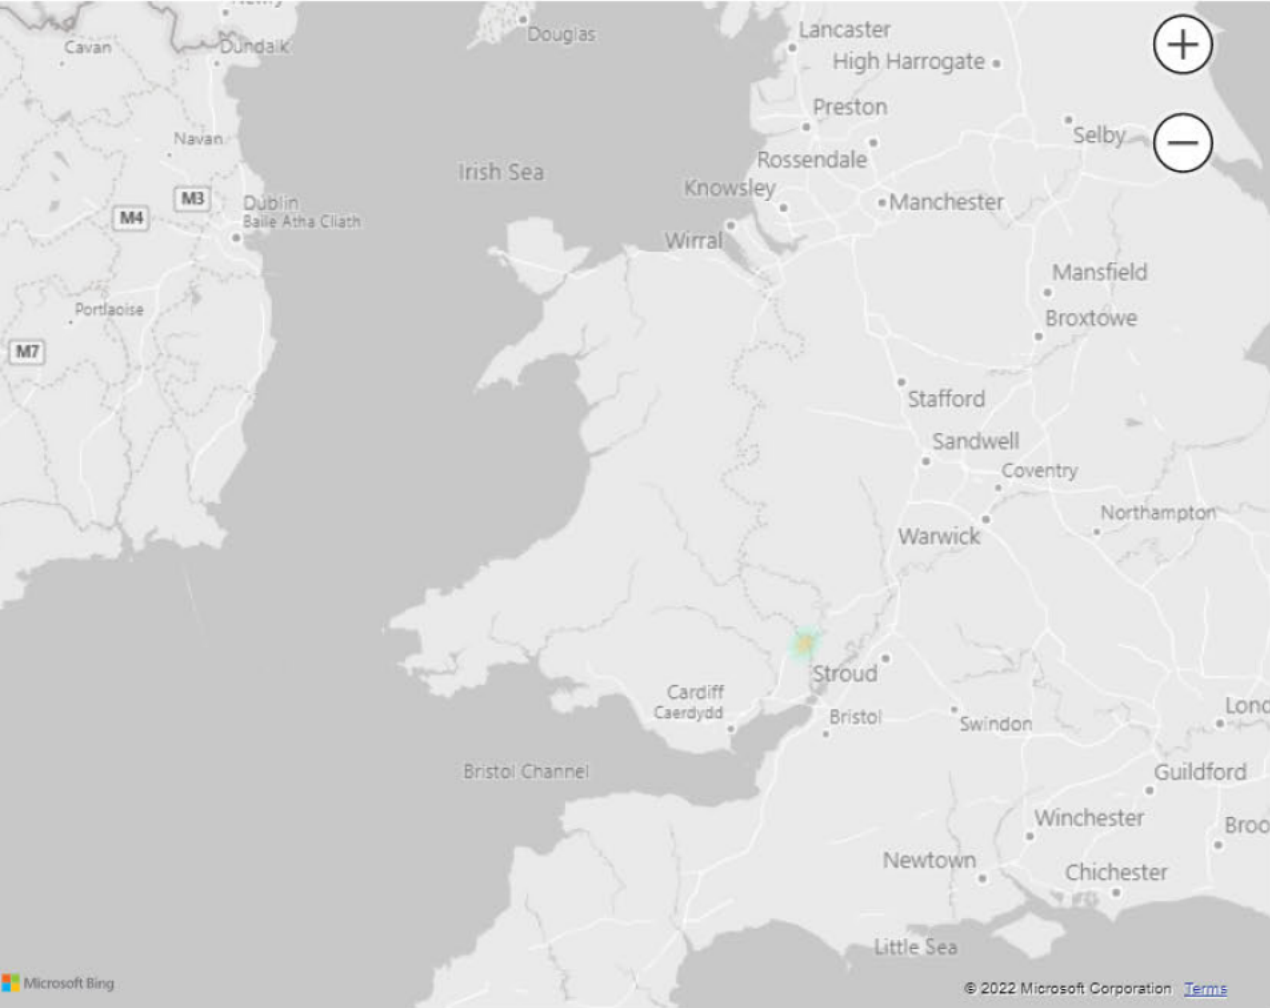 Newry
Cavan
Dundalk
Douglas
Lancaster
High Harrogate
Navan
Preston
Selby
Irish Sea
Rossendale
M3
Knowsley
M4
Dublin
Baile Atha Cliath
Manchester
Wirral
Mansfield
Portlaoise
Broxtowe
M7
Stafford
Sandwell
Coventry
Northampton
Warwick
Stroud
Cardiff
Caerdydd
Bristol
Swindon
Lond
Bristol Channel
Guildford
Winchester
Broo
Newtown
Chichester
Little Sea
Microsoft Bing
© 2022 Microsoft Corporation Terms